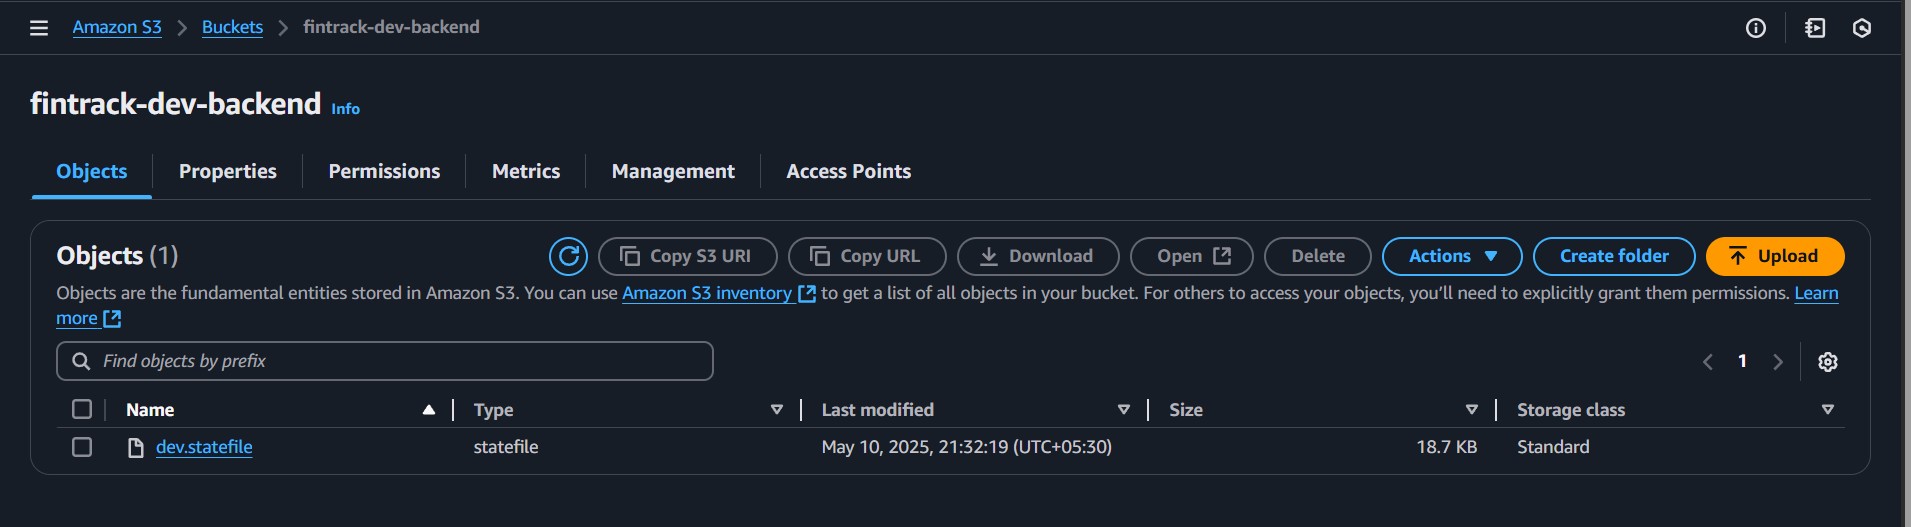 Amazon S3 > Buckets > fintrack-dev-backend
fintrack-dev-backend Info
Objects Properties Permissions Metrics Management Access Points
Objects (1) Copy S3 URI Copy URL Download Open Delete Actions Create folder Upload
Objects are the fundamental entities stored in Amazon S3. You can use Amazon S3 inventory to get a list of all objects in your bucket. For others to access your objects, you’ll need to explicitly grant them permissions. Learn
more
Find objects by prefix 1
Name Type Last modified Size Storage class
dev.statefile statefile May 10, 2025, 21:32:19 (UTC+05:30) 18.7 KB Standard